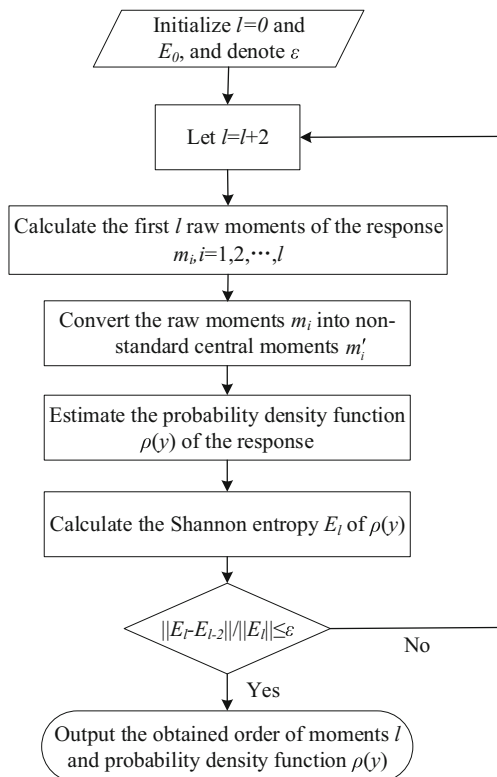 Initialize l=0 and
E₀, and denote ε
Let l=l+2
Calculate the first l raw moments of the response
mᵢ,i=1,2,⋯,l
Convert the raw moments mᵢ into non-
standard central moments m′ᵢ
Estimate the probability density function
ρ(y) of the response
Calculate the Shannon entropy Eₗ of ρ(y)
||Eₗ-Eₗ₋₂||/||Eₗ||≤ε
No
Yes
Output the obtained order of moments l
and probability density function ρ(y)